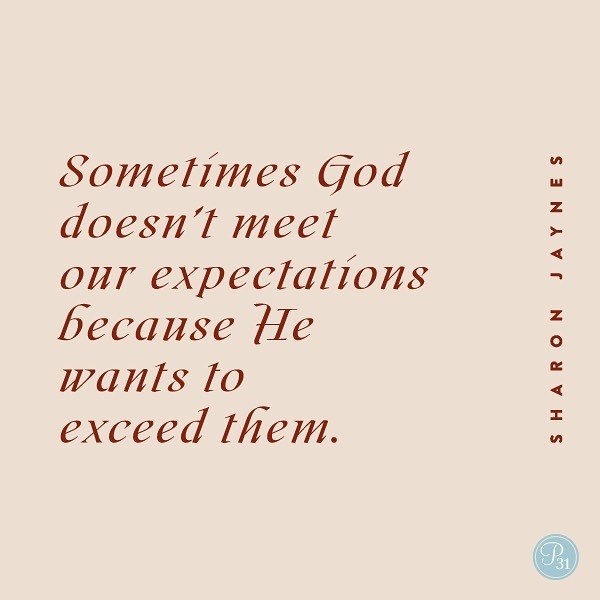 Sometimes God
doesn't meet
our expectations
because He
wants to
exceed them.
SHARON JAYNES
P31